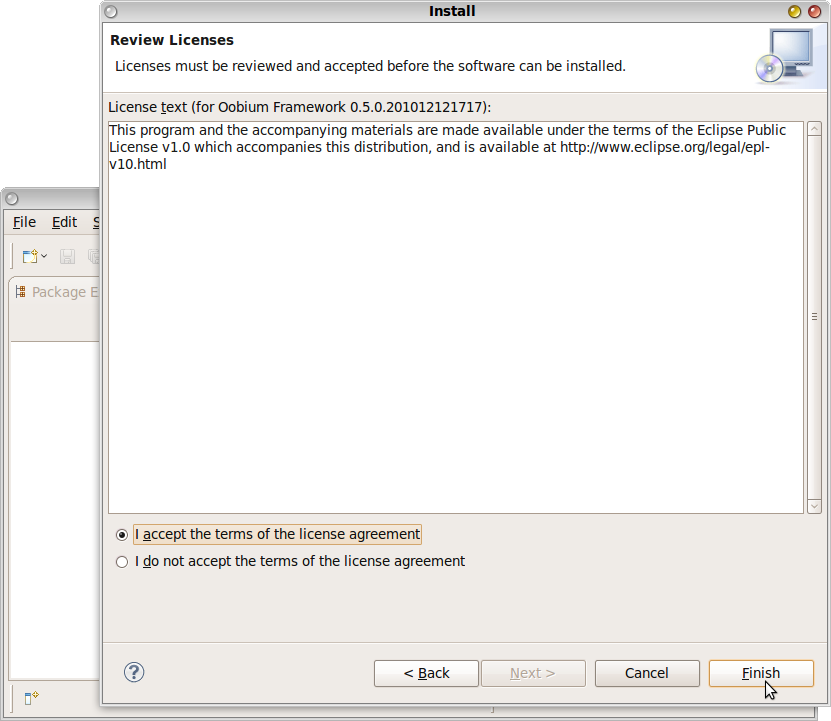 Install
Review Licenses
Licenses must be reviewed and accepted before the software can be installed.
License text (for Oobium Framework 0.5.0.201012121717):
This program and the accompanying materials are made available under the terms of the Eclipse Public
License v1.0 which accompanies this distribution, and is available at http://www.eclipse.org/legal/epl-
v10.html
File Edit S
Package E
I accept the terms of the license agreement
I do not accept the terms of the license agreement
? < Back Next > Cancel Finish